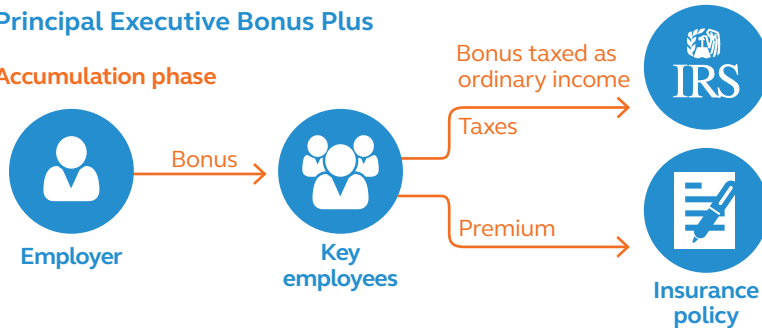 Principal Executive Bonus Plus
Accumulation phase
Bonus taxed as
ordinary income
IRS
Taxes
Bonus
Premium
Employer
Key
employees
Insurance
policy